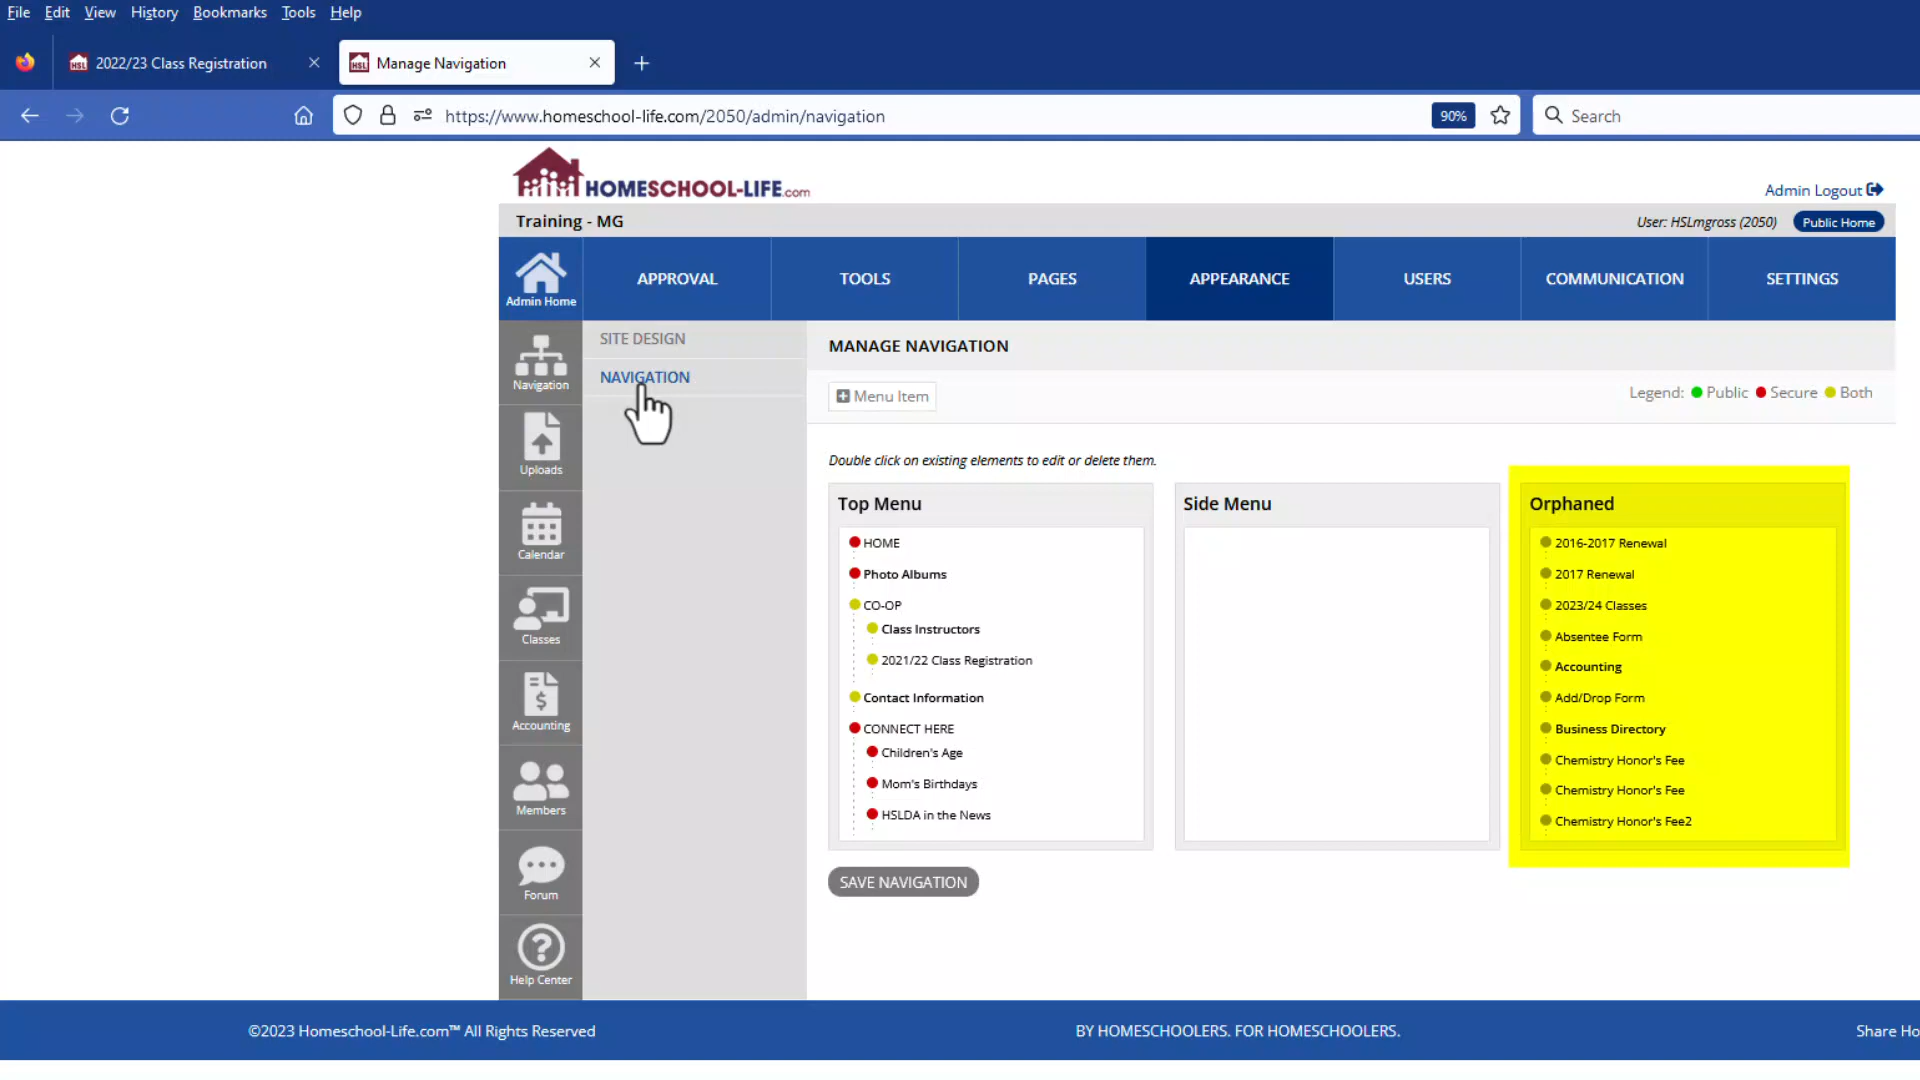 File Edit View History Bookmarks Tools Help
2022/23 Class Registration
Manage Navigation
https://www.homeschool-life.com/2050/admin/navigation
90%
Search
HOMESCHOOL-LIFE.com
Admin Logout
Training - MG
User: HSLmgross (2050)
Public Home
Admin Home
APPROVAL
TOOLS
PAGES
APPEARANCE
USERS
COMMUNICATION
SETTINGS
Navigation
Uploads
Calendar
Classes
Accounting
Members
Forum
Help Center
SITE DESIGN
NAVIGATION
MANAGE NAVIGATION
Menu Item
Legend: Public Secure Both
Double click on existing elements to edit or delete them.
Top Menu
HOME
Photo Albums
CO-OP
Class Instructors
2021/22 Class Registration
Contact Information
CONNECT HERE
Children's Age
Mom's Birthdays
HSLDA in the News
Side Menu
Orphaned
2016-2017 Renewal
2017 Renewal
2023/24 Classes
Absentee Form
Accounting
Add/Drop Form
Business Directory
Chemistry Honor's Fee
Chemistry Honor's Fee
Chemistry Honor's Fee2
SAVE NAVIGATION
©2023 Homeschool-Life.com™ All Rights Reserved
BY HOMESCHOOLERS. FOR HOMESCHOOLERS.
Share Ho